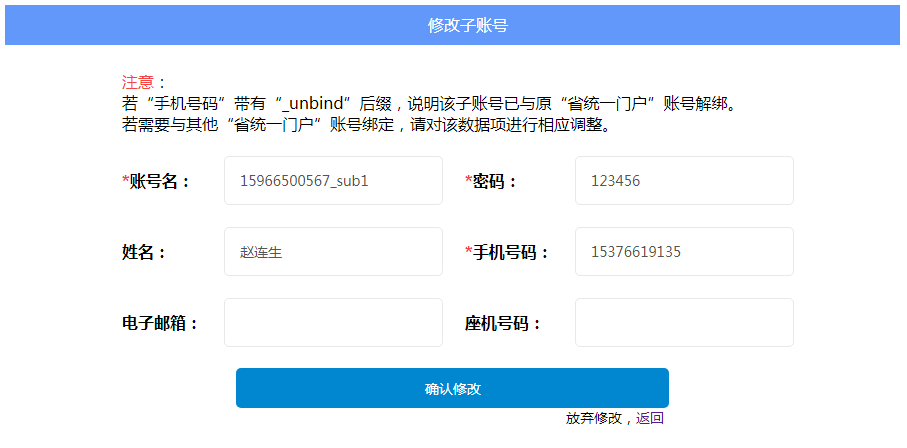 修改子账号
注意：
若“手机号码”带有“_unbind”后缀，说明该子账号已与原“省统一门户”账号解绑。
若需要与其他“省统一门户”账号绑定，请对该数据项进行相应调整。
*账号名： 15966500567_sub1 *密码： 123456
姓名： 赵连生 *手机号码： 15376619135
电子邮箱： 座机号码：
确认修改
放弃修改，返回